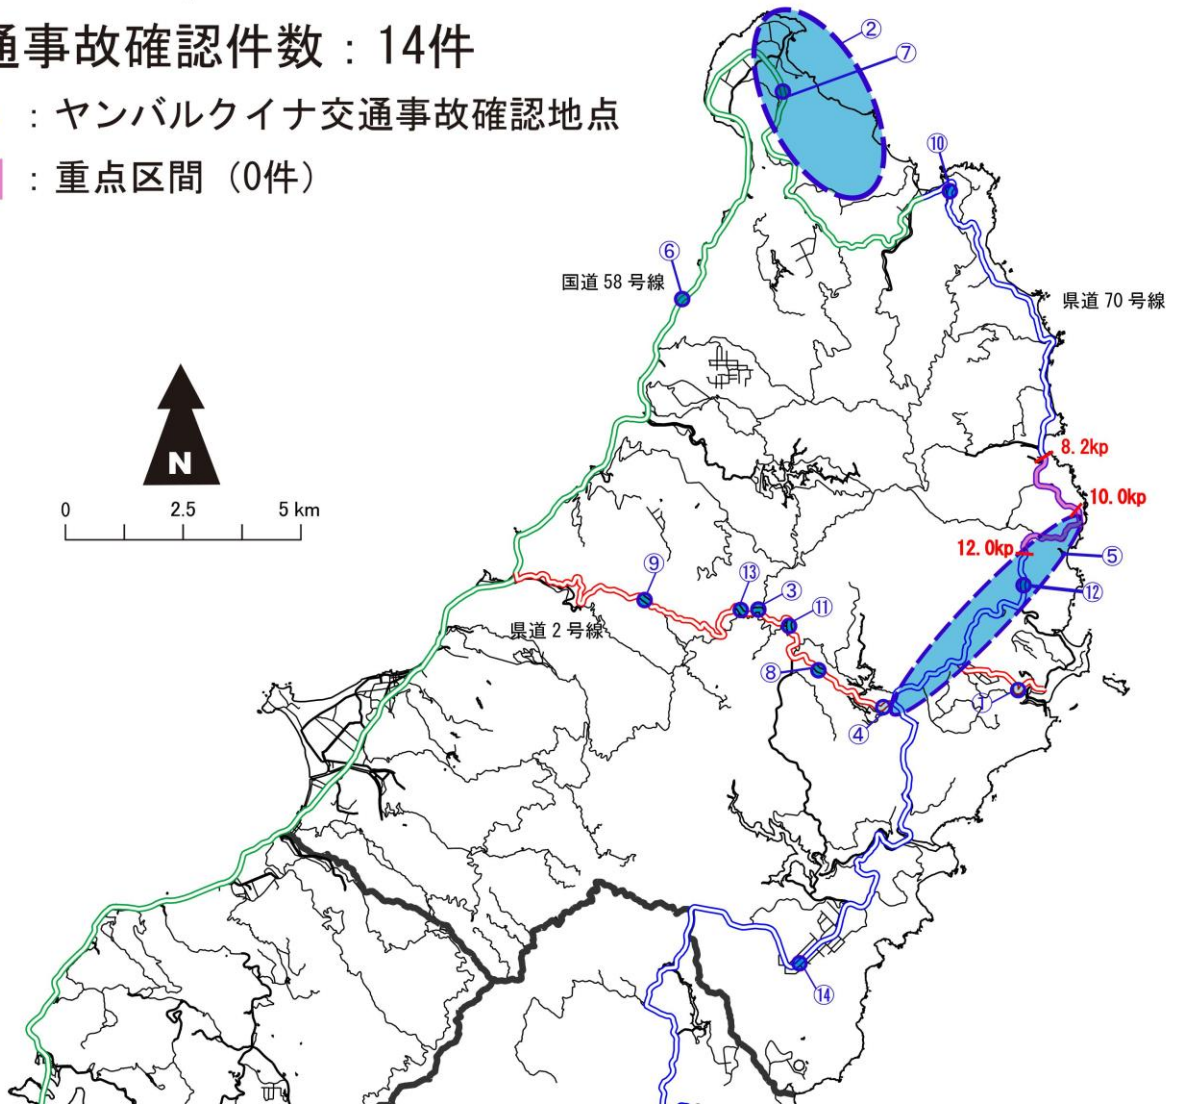 通事故確認件数：14件
：ヤンバルクイナ交通事故確認地点
：重点区間（0件）
②
⑦
⑩
⑥
国道58号線
県道70号線
N
0 2.5 5 km
8.2kp
10.0kp
12.0kp
⑤
⑫
⑨
⑬
③
⑪
県道2号線
⑧
①
④
⑭